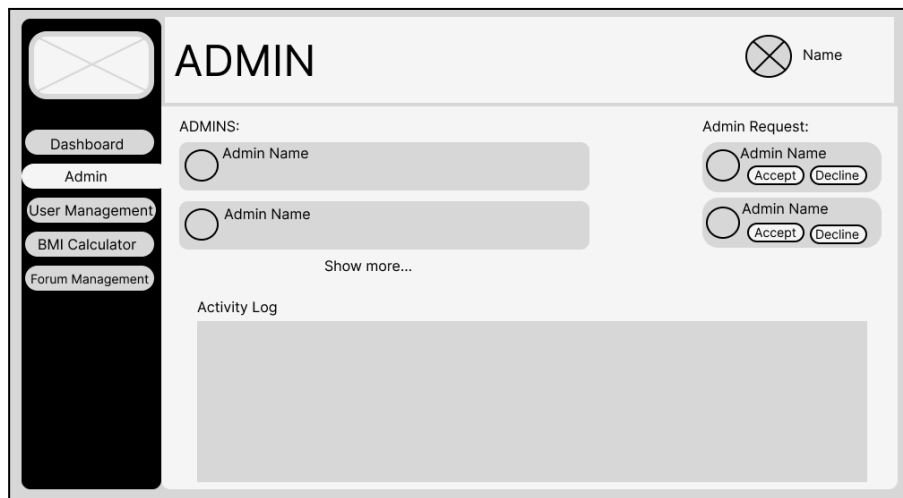 ADMIN
Name
Dashboard
Admin
User Management
BMI Calculator
Forum Management
ADMINS:
Admin Name
Admin Name
Show more...
Admin Request:
Admin Name
Accept Decline
Admin Name
Accept Decline
Activity Log